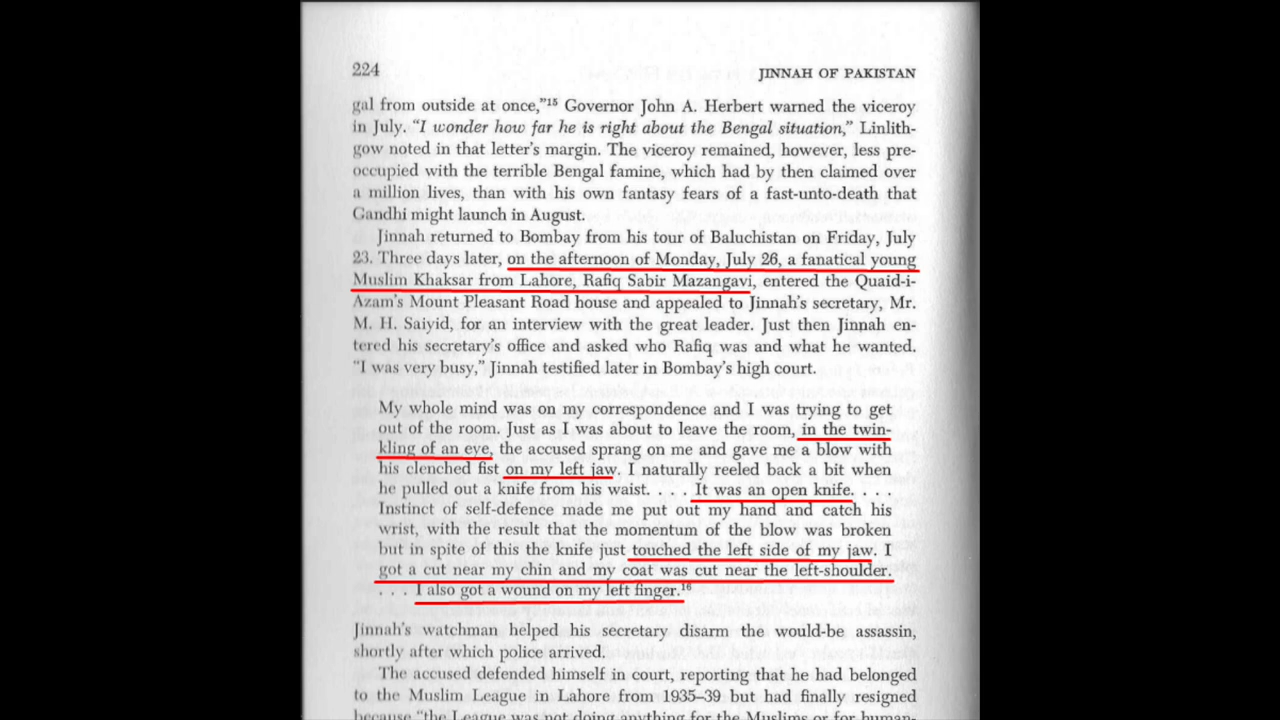 224 JINNAH OF PAKISTAN
gal from outside at once,"¹⁵ Governor John A. Herbert warned the viceroy
in July. "I wonder how far he is right about the Bengal situation," Linlith-
gow noted in that letter's margin. The viceroy remained, however, less pre-
occupied with the terrible Bengal famine, which had by then claimed over
a million lives, than with his own fantasy fears of a fast-unto-death that
Gandhi might launch in August.
Jinnah returned to Bombay from his tour of Baluchistan on Friday, July
23. Three days later, on the afternoon of Monday, July 26, a fanatical young
Muslim Khaksar from Lahore, Rafiq Sabir Mazangavi, entered the Quaid-i-
Azam's Mount Pleasant Road house and appealed to Jinnah's secretary, Mr.
M. H. Saiyid, for an interview with the great leader. Just then Jinnah en-
tered his secretary's office and asked who Rafiq was and what he wanted.
"I was very busy," Jinnah testified later in Bombay's high court.
My whole mind was on my correspondence and I was trying to get
out of the room. Just as I was about to leave the room, in the twin-
kling of an eye, the accused sprang on me and gave me a blow with
his clenched fist on my left jaw. I naturally reeled back a bit when
he pulled out a knife from his waist. . . . It was an open knife. . . .
Instinct of self-defence made me put out my hand and catch his
wrist, with the result that the momentum of the blow was broken
but in spite of this the knife just touched the left side of my jaw. I
got a cut near my chin and my coat was cut near the left-shoulder.
. . . I also got a wound on my left finger.¹⁶
Jinnah's watchman helped his secretary disarm the would-be assassin,
shortly after which police arrived.
The accused defended himself in court, reporting that he had belonged
to the Muslim League in Lahore from 1935–39 but had finally resigned
because "the League was not doing anything for the Muslims or for human-